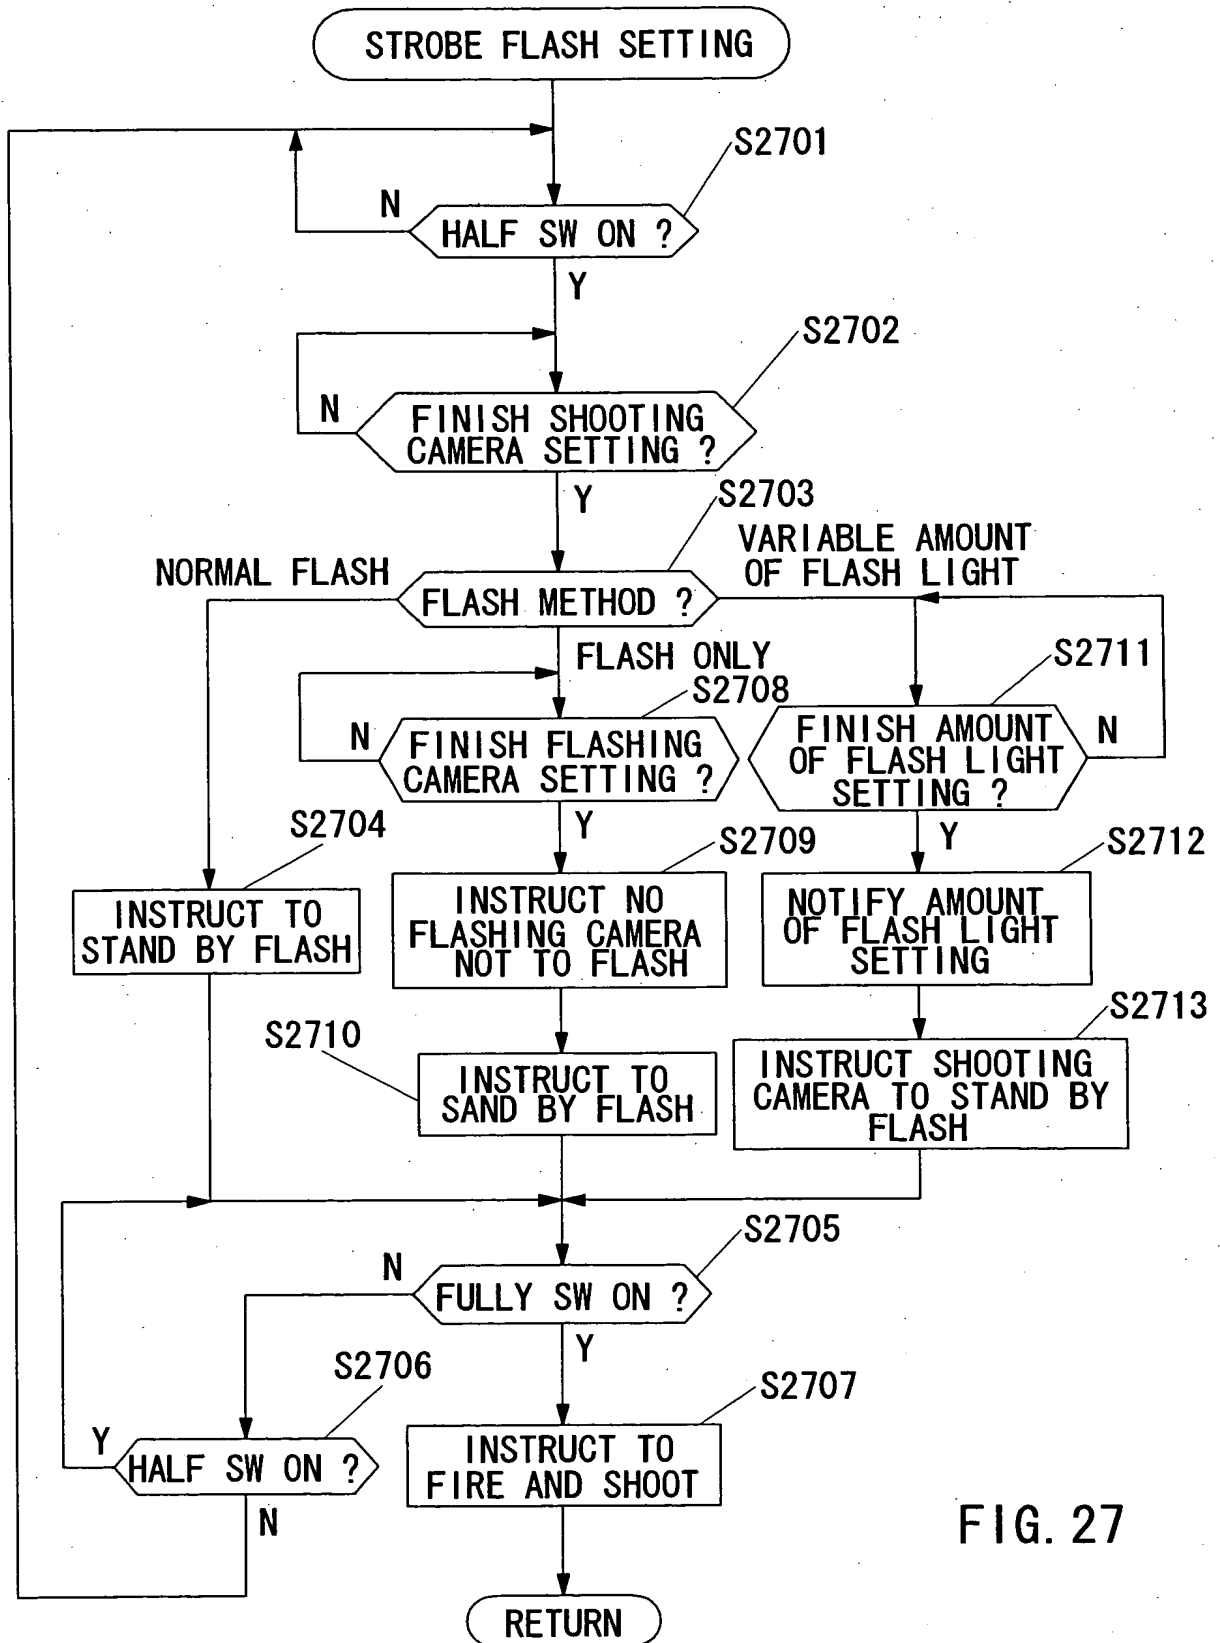 STROBE FLASH SETTING
S2701
N
HALF SW ON ?
Y
S2702
N
FINISH SHOOTING
CAMERA SETTING ?
Y
S2703
NORMAL FLASH
VARIABLE AMOUNT
OF FLASH LIGHT
FLASH METHOD ?
FLASH ONLY
S2708
S2711
N
FINISH FLASHING
CAMERA SETTING ?
FINISH AMOUNT
OF FLASH LIGHT
SETTING ?
N
S2704
Y
S2709
Y
S2712
INSTRUCT TO
STAND BY FLASH
INSTRUCT NO
FLASHING CAMERA
NOT TO FLASH
NOTIFY AMOUNT
OF FLASH LIGHT
SETTING
S2710
S2713
INSTRUCT TO
SAND BY FLASH
INSTRUCT SHOOTING
CAMERA TO STAND BY
FLASH
S2705
N
FULLY SW ON ?
Y
S2706
S2707
Y
HALF SW ON ?
N
INSTRUCT TO
FIRE AND SHOOT
FIG. 27
RETURN